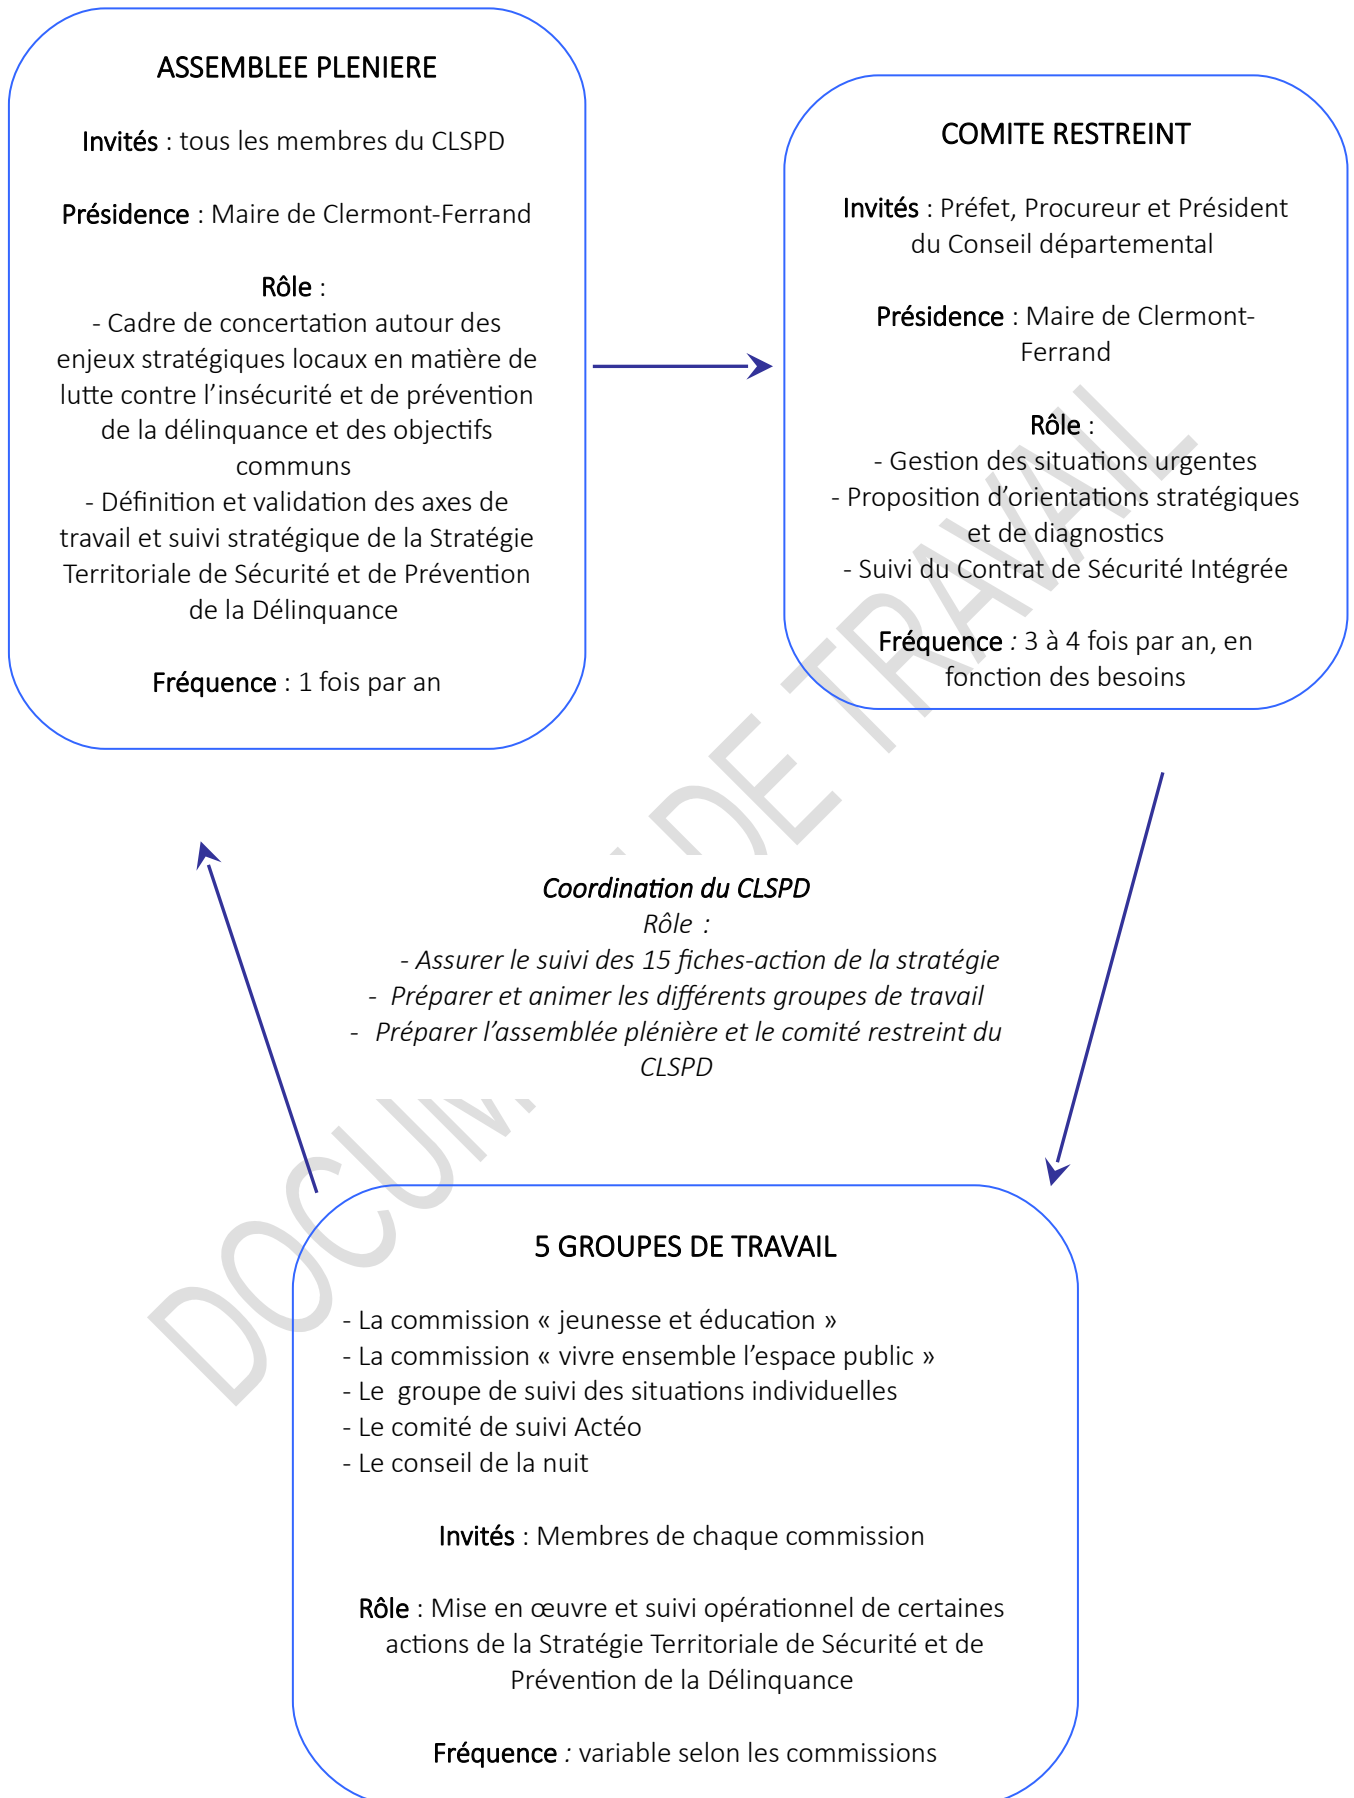 ASSEMBLEE PLENIERE
Invités : tous les membres du CLSPD
Présidence : Maire de Clermont-Ferrand
Rôle :
- Cadre de concertation autour des
enjeux stratégiques locaux en matière de
lutte contre l’insécurité et de prévention
de la délinquance et des objectifs
communs
- Définition et validation des axes de
travail et suivi stratégique de la Stratégie
Territoriale de Sécurité et de Prévention
de la Délinquance
Fréquence : 1 fois par an
COMITE RESTREINT
Invités : Préfet, Procureur et Président
du Conseil départemental
Présidence : Maire de Clermont-
Ferrand
Rôle :
- Gestion des situations urgentes
- Proposition d’orientations stratégiques
et de diagnostics
- Suivi du Contrat de Sécurité Intégrée
Fréquence : 3 à 4 fois par an, en
fonction des besoins
Coordination du CLSPD
Rôle :
- Assurer le suivi des 15 fiches-action de la stratégie
- Préparer et animer les différents groupes de travail
- Préparer l’assemblée plénière et le comité restreint du
CLSPD
5 GROUPES DE TRAVAIL
- La commission « jeunesse et éducation »
- La commission « vivre ensemble l’espace public »
- Le groupe de suivi des situations individuelles
- Le comité de suivi Actéo
- Le conseil de la nuit
Invités : Membres de chaque commission
Rôle : Mise en œuvre et suivi opérationnel de certaines
actions de la Stratégie Territoriale de Sécurité et de
Prévention de la Délinquance
Fréquence : variable selon les commissions
DOCUM DE TRAVAIL